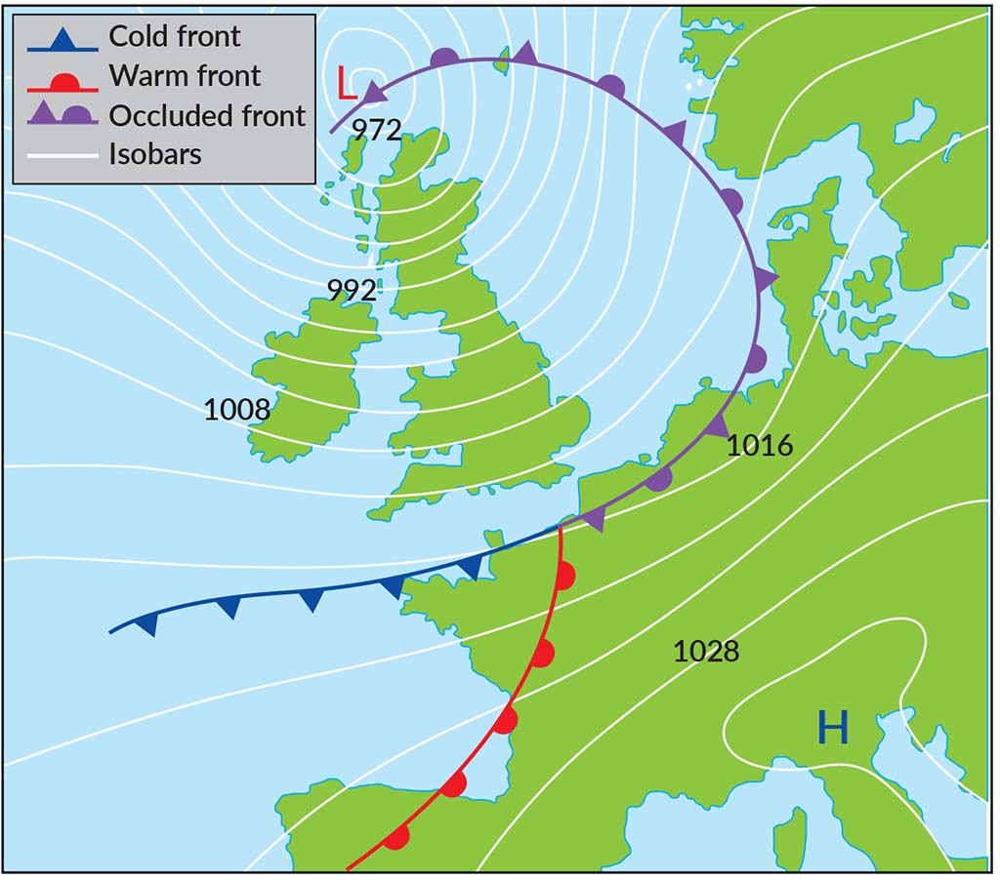 Cold front
Warm front
Occluded front
Isobars
L
972
992
1008
1016
1028
H